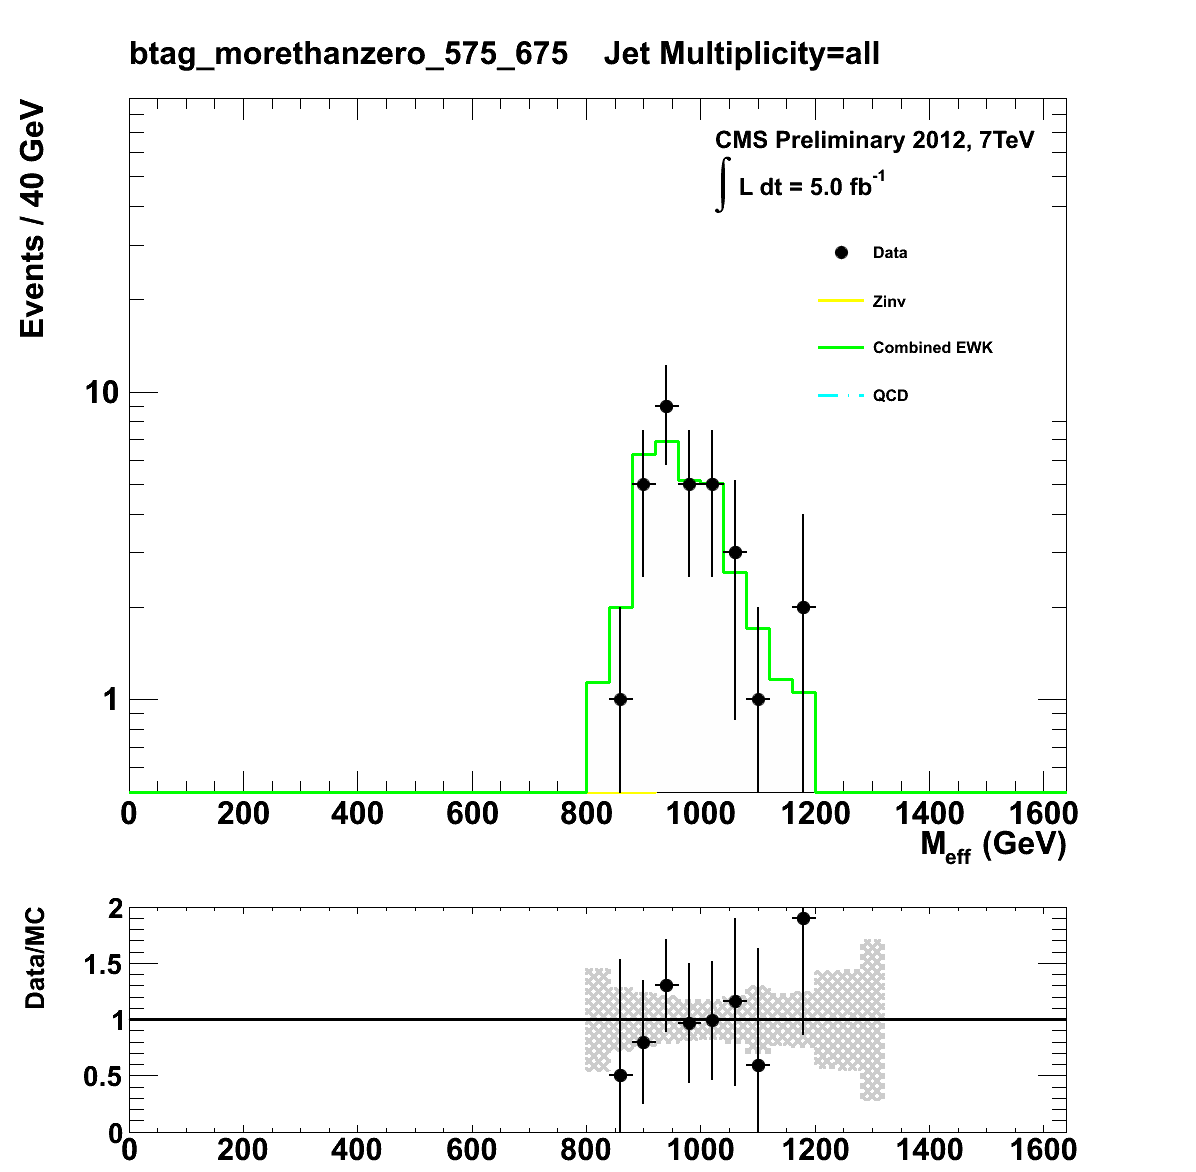 btag_morethanzero_575_675 Jet Multiplicity=all
Events / 40 GeV
CMS Preliminary 2012, 7TeV
∫ L dt = 5.0 fb⁻¹
Data
Zinv
Combined EWK
QCD
10
1
0 200 400 600 800 1000 1200 1400 1600
M_eff (GeV)
Data/MC
2
1.5
1
0.5
0
0 200 400 600 800 1000 1200 1400 1600